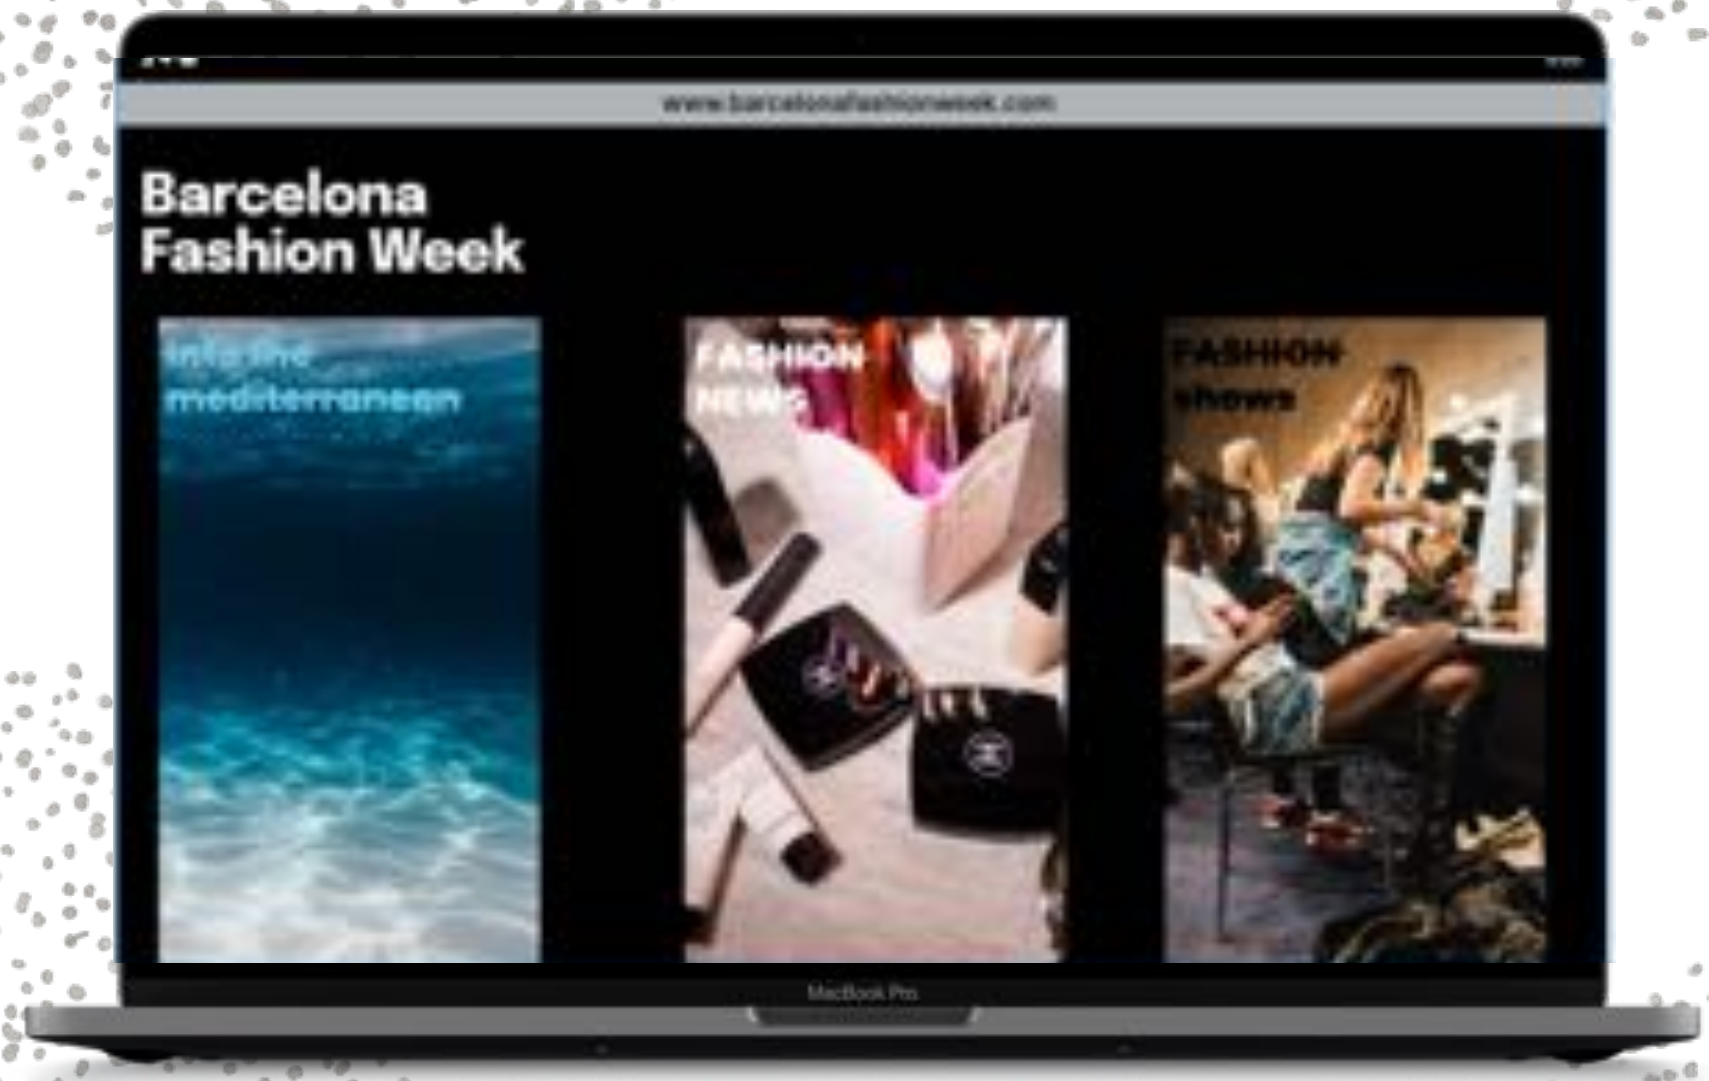 www.barcelonafashionweek.com
Barcelona
Fashion Week
into the
mediterranean
FASHION
NEWS
FASHION
shows
MacBook Pro